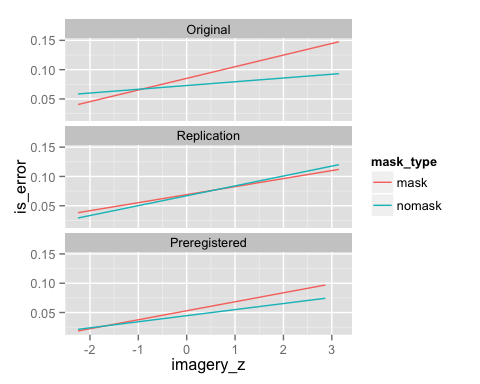 Original
0.15
0.10
0.05
Replication
0.15
0.10
0.05
Preregistered
0.15
0.10
0.05
-2 -1 0 1 2 3
imagery_z
is_error
mask_type
mask
nomask